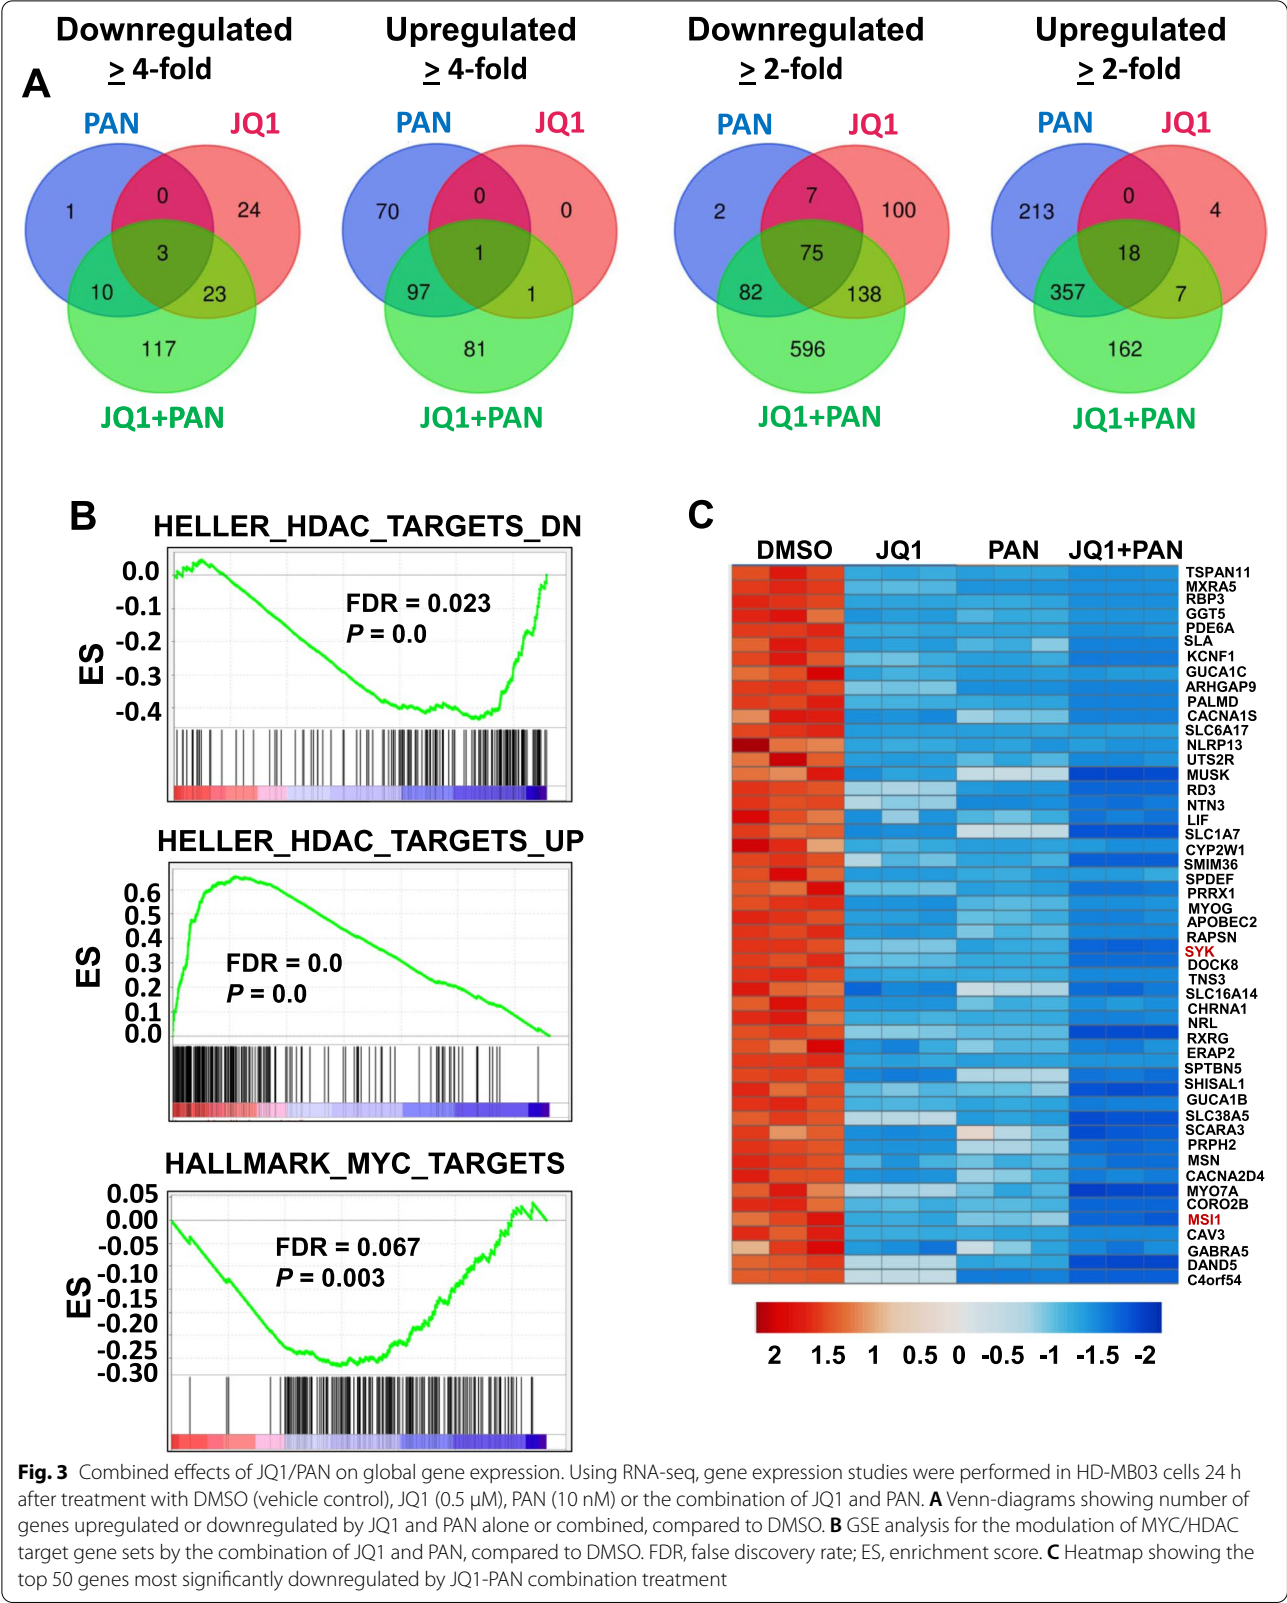 Downregulated
≥ 4-fold
Upregulated
≥ 4-fold
Downregulated
≥ 2-fold
Upregulated
≥ 2-fold
A
PAN
JQ1
1
0
24
3
10
23
117
JQ1+PAN
PAN
JQ1
70
0
0
1
97
1
81
JQ1+PAN
PAN
JQ1
2
7
100
75
82
138
596
JQ1+PAN
PAN
JQ1
213
0
4
18
357
7
162
JQ1+PAN
B
HELLER_HDAC_TARGETS_DN
ES
0.0
-0.1
-0.2
-0.3
-0.4
FDR = 0.023
P = 0.0
HELLER_HDAC_TARGETS_UP
ES
0.6
0.5
0.4
0.3
0.2
0.1
0.0
FDR = 0.0
P = 0.0
HALLMARK_MYC_TARGETS
ES
0.05
0.00
-0.05
-0.10
-0.15
-0.20
-0.25
-0.30
FDR = 0.067
P = 0.003
C
DMSO JQ1 PAN JQ1+PAN
TSPAN11
MXRA5
RBP3
GGT5
PDE6A
SLA
KCNF1
GUCA1C
ARHGAP9
PALMD
CACNA1S
SLC6A17
NLRP13
UTS2R
MUSK
RD3
NTN3
LIF
SLC1A7
CYP2W1
SMIM36
SPDEF
PRRX1
MYOG
APOBEC2
RAPSN
SYK
DOCK8
TNS3
SLC16A14
CHRNA1
NRL
RXRG
ERAP2
SPTBN5
SHISAL1
GUCA1B
SLC38A5
SCARA3
PRPH2
MSN
CACNA2D4
MYO7A
CORO2B
MSI1
CAV3
GABRA5
DAND5
C4orf54
2 1.5 1 0.5 0 -0.5 -1 -1.5 -2
Fig. 3 Combined effects of JQ1/PAN on global gene expression. Using RNA-seq, gene expression studies were performed in HD-MB03 cells 24 h
after treatment with DMSO (vehicle control), JQ1 (0.5 µM), PAN (10 nM) or the combination of JQ1 and PAN. A Venn-diagrams showing number of
genes upregulated or downregulated by JQ1 and PAN alone or combined, compared to DMSO. B GSE analysis for the modulation of MYC/HDAC
target gene sets by the combination of JQ1 and PAN, compared to DMSO. FDR, false discovery rate; ES, enrichment score. C Heatmap showing the
top 50 genes most significantly downregulated by JQ1-PAN combination treatment